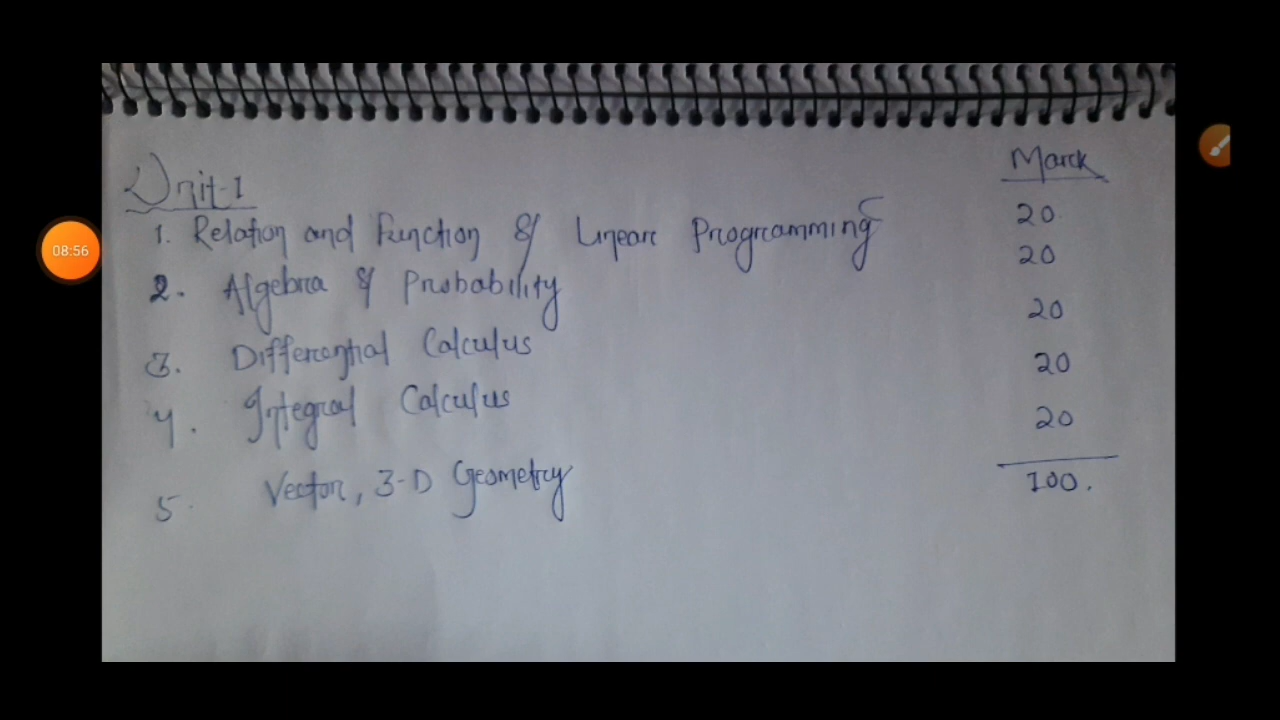 Unit-1 Marck
1. Relation and Function & Linear Programming 20
2. Algebra & Probability 20
3. Differential Calculus 20
4. Integral Calculus 20
5. Vector, 3-D Geometry 20
100.
08:56